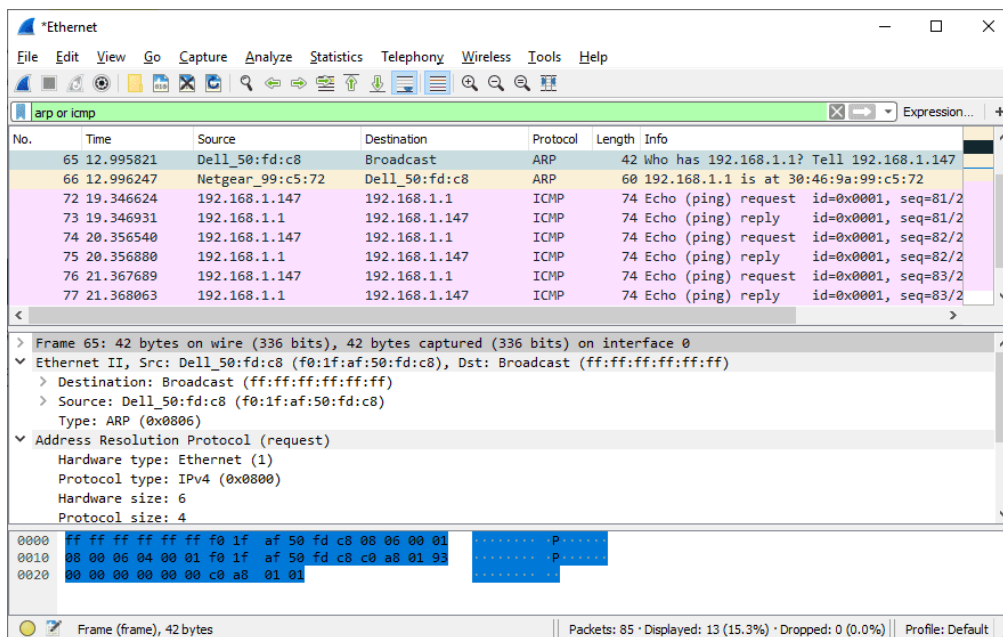 *Ethernet
File Edit View Go Capture Analyze Statistics Telephony Wireless Tools Help
arp or icmp Expression... +
No. Time Source Destination Protocol Length Info
65 12.995821 Dell_50:fd:c8 Broadcast ARP 42 Who has 192.168.1.1? Tell 192.168.1.147
66 12.996247 Netgear_99:c5:72 Dell_50:fd:c8 ARP 60 192.168.1.1 is at 30:46:9a:99:c5:72
72 19.346624 192.168.1.147 192.168.1.1 ICMP 74 Echo (ping) request id=0x0001, seq=81/2
73 19.346931 192.168.1.1 192.168.1.147 ICMP 74 Echo (ping) reply id=0x0001, seq=81/2
74 20.356540 192.168.1.147 192.168.1.1 ICMP 74 Echo (ping) request id=0x0001, seq=82/2
75 20.356880 192.168.1.1 192.168.1.147 ICMP 74 Echo (ping) reply id=0x0001, seq=82/2
76 21.367689 192.168.1.147 192.168.1.1 ICMP 74 Echo (ping) request id=0x0001, seq=83/2
77 21.368063 192.168.1.1 192.168.1.147 ICMP 74 Echo (ping) reply id=0x0001, seq=83/2
Frame 65: 42 bytes on wire (336 bits), 42 bytes captured (336 bits) on interface 0
Ethernet II, Src: Dell_50:fd:c8 (f0:1f:af:50:fd:c8), Dst: Broadcast (ff:ff:ff:ff:ff:ff)
Destination: Broadcast (ff:ff:ff:ff:ff:ff)
Source: Dell_50:fd:c8 (f0:1f:af:50:fd:c8)
Type: ARP (0x0806)
Address Resolution Protocol (request)
Hardware type: Ethernet (1)
Protocol type: IPv4 (0x0800)
Hardware size: 6
Protocol size: 4
0000 ff ff ff ff ff ff f0 1f af 50 fd c8 08 06 00 01 ········ ·P······
0010 08 00 06 04 00 01 f0 1f af 50 fd c8 c0 a8 01 93 ········ ·P······
0020 00 00 00 00 00 00 c0 a8 01 01 ········ ··
Frame (frame), 42 bytes Packets: 85 · Displayed: 13 (15.3%) · Dropped: 0 (0.0%) Profile: Default